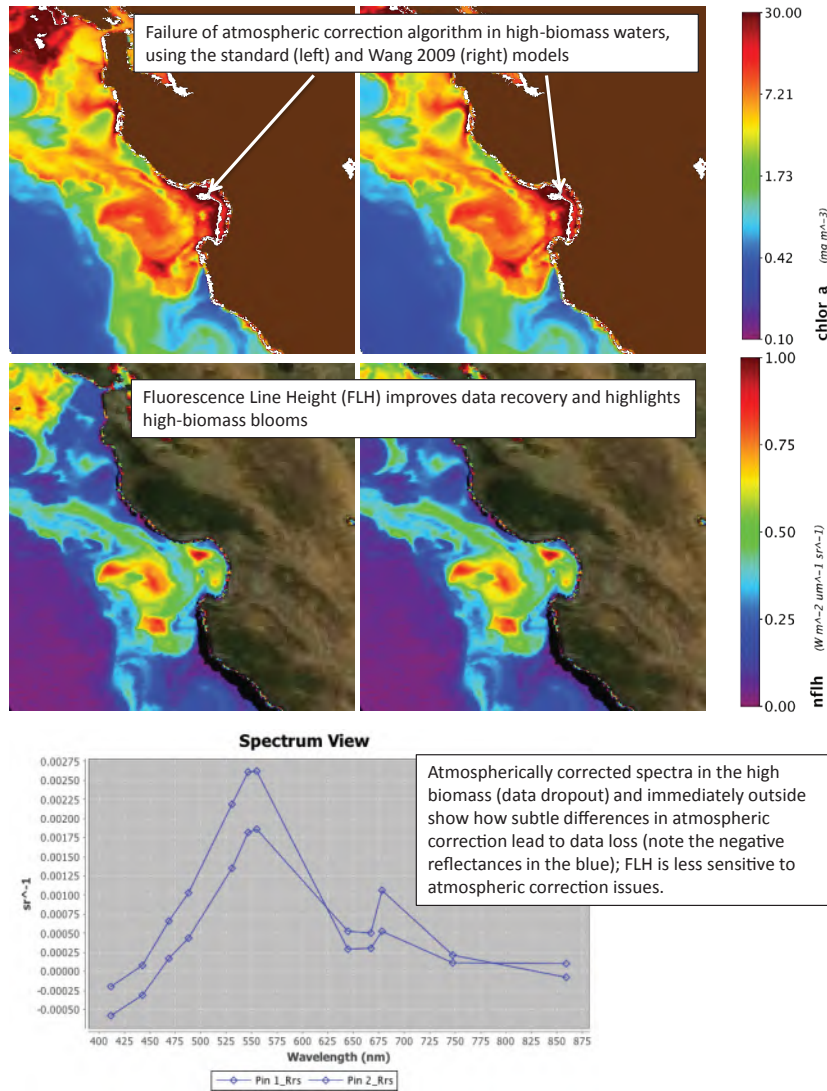 Failure of atmospheric correction algorithm in high-biomass waters,
using the standard (left) and Wang 2009 (right) models
30.00
7.21
1.73
0.42
0.10
chlor_a (mg m^-3)
Fluorescence Line Height (FLH) improves data recovery and highlights
high-biomass blooms
1.00
0.75
0.50
0.25
0.00
nflh (W m^-2 um^-1 sr^-1)
Spectrum View
0.00275
0.00250
0.00225
0.00200
0.00175
0.00150
0.00125
0.00100
0.00075
0.00050
0.00025
0.00000
-0.00025
-0.00050
sr^-1
Atmospherically corrected spectra in the high
biomass (data dropout) and immediately outside
show how subtle differences in atmospheric
correction lead to data loss (note the negative
reflectances in the blue); FLH is less sensitive to
atmospheric correction issues.
400 425 450 475 500 525 550 575 600 625 650 675 700 725 750 775 800 825 850 875
Wavelength (nm)
Pin 1_Rrs Pin 2_Rrs